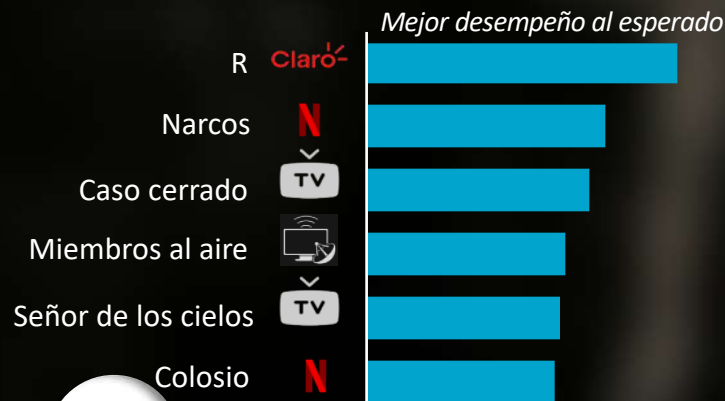 Mejor desempeño al esperado
R Claro
Narcos N
Caso cerrado TV
Miembros al aire
Señor de los cielos TV
Colosio N